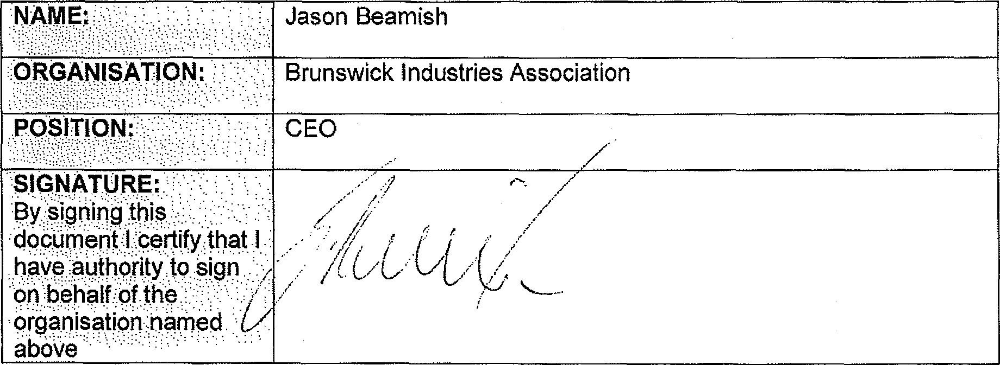 NAME: Jason Beamish
ORGANISATION: Brunswick Industries Association
POSITION: CEO
SIGNATURE:
By signing this
document I certify that I
have authority to sign
on behalf of the
organisation named
above